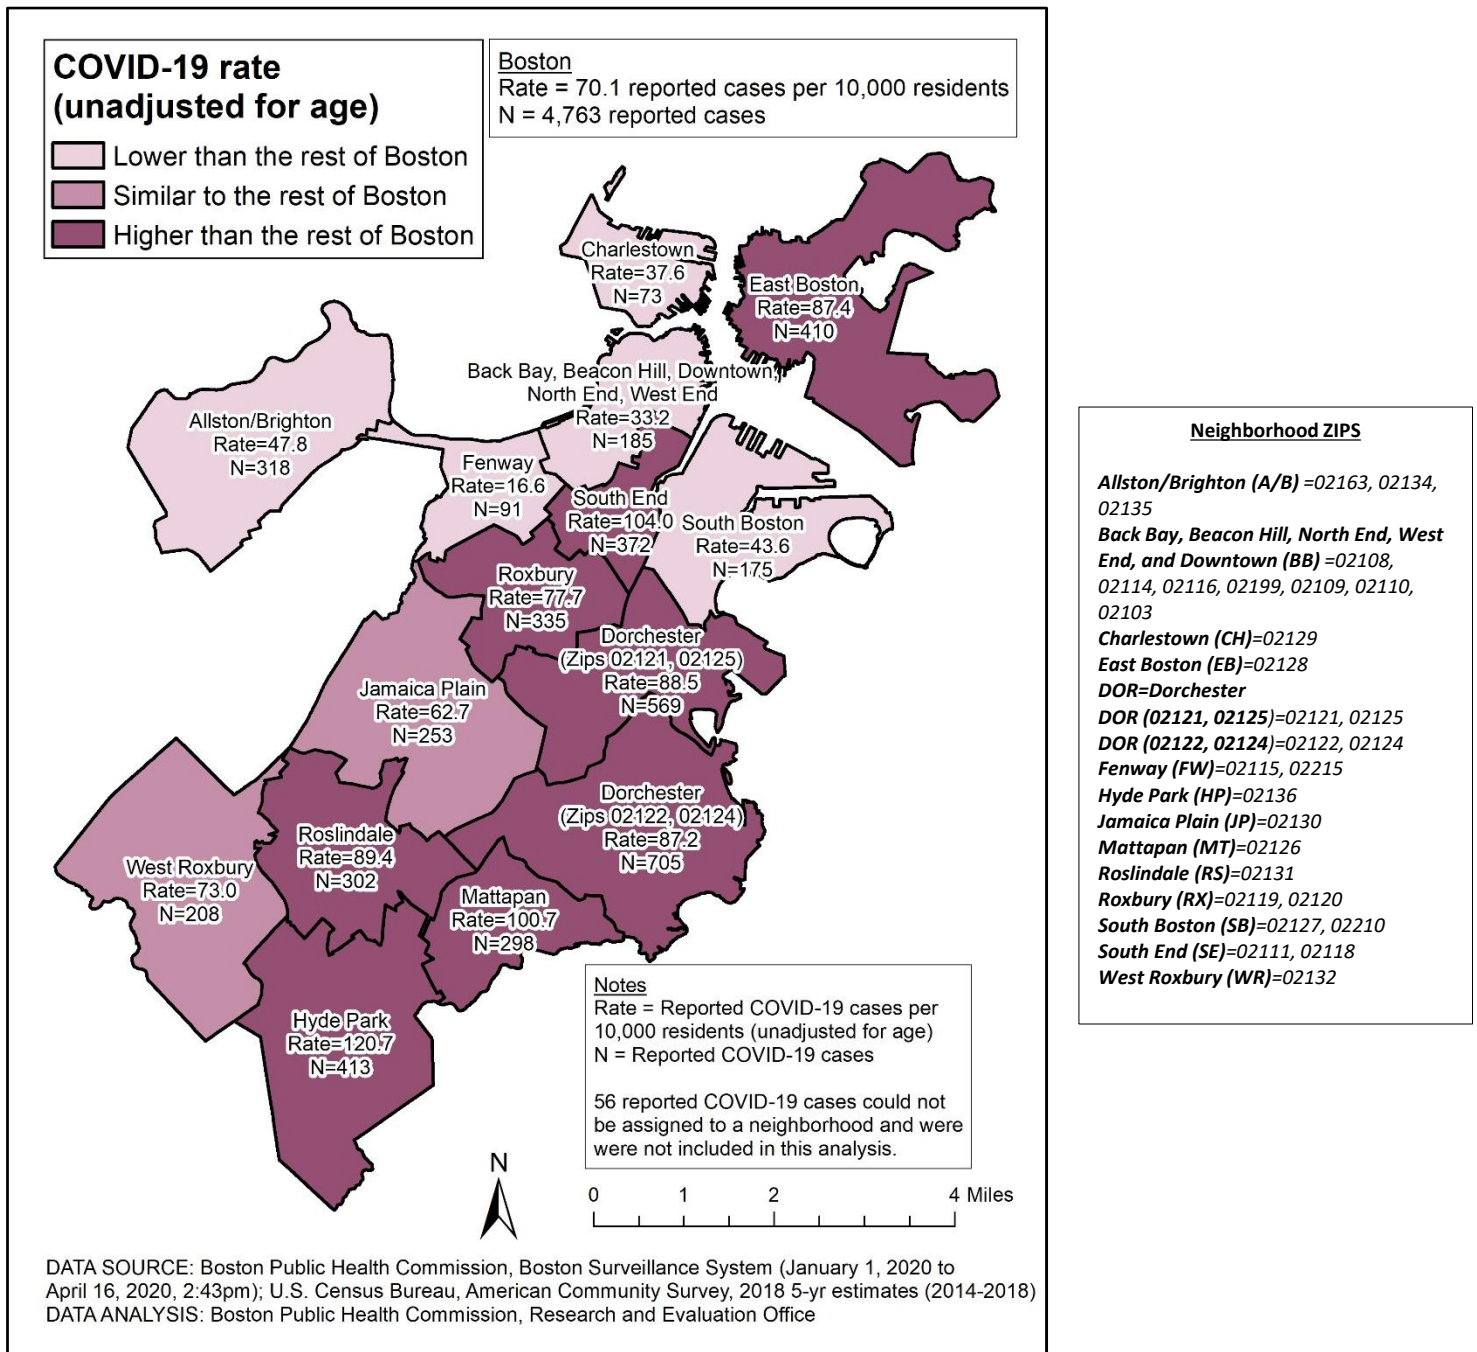 COVID-19 rate
(unadjusted for age)
Lower than the rest of Boston
Similar to the rest of Boston
Higher than the rest of Boston
Boston
Rate = 70.1 reported cases per 10,000 residents
N = 4,763 reported cases
Charlestown
Rate=37.6
N=73
East Boston
Rate=87.4
N=410
Back Bay, Beacon Hill, Downtown,
North End, West End
Rate=33.2
N=185
Allston/Brighton
Rate=47.8
N=318
Fenway
Rate=16.6
N=91
South End
Rate=104.0
N=372
South Boston
Rate=43.6
N=175
Roxbury
Rate=77.7
N=335
Dorchester
(Zips 02121, 02125)
Rate=88.5
N=569
Jamaica Plain
Rate=62.7
N=253
Dorchester
(Zips 02122, 02124)
Rate=87.2
N=705
Roslindale
Rate=89.4
N=302
West Roxbury
Rate=73.0
N=208
Mattapan
Rate=100.7
N=298
Hyde Park
Rate=120.7
N=413
Notes
Rate = Reported COVID-19 cases per
10,000 residents (unadjusted for age)
N = Reported COVID-19 cases
56 reported COVID-19 cases could not
be assigned to a neighborhood and were
were not included in this analysis.
N
0 1 2 4 Miles
DATA SOURCE: Boston Public Health Commission, Boston Surveillance System (January 1, 2020 to
April 16, 2020, 2:43pm); U.S. Census Bureau, American Community Survey, 2018 5-yr estimates (2014-2018)
DATA ANALYSIS: Boston Public Health Commission, Research and Evaluation Office
Neighborhood ZIPS
Allston/Brighton (A/B) =02163, 02134,
02135
Back Bay, Beacon Hill, North End, West
End, and Downtown (BB) =02108,
02114, 02116, 02199, 02109, 02110,
02103
Charlestown (CH)=02129
East Boston (EB)=02128
DOR=Dorchester
DOR (02121, 02125)=02121, 02125
DOR (02122, 02124)=02122, 02124
Fenway (FW)=02115, 02215
Hyde Park (HP)=02136
Jamaica Plain (JP)=02130
Mattapan (MT)=02126
Roslindale (RS)=02131
Roxbury (RX)=02119, 02120
South Boston (SB)=02127, 02210
South End (SE)=02111, 02118
West Roxbury (WR)=02132